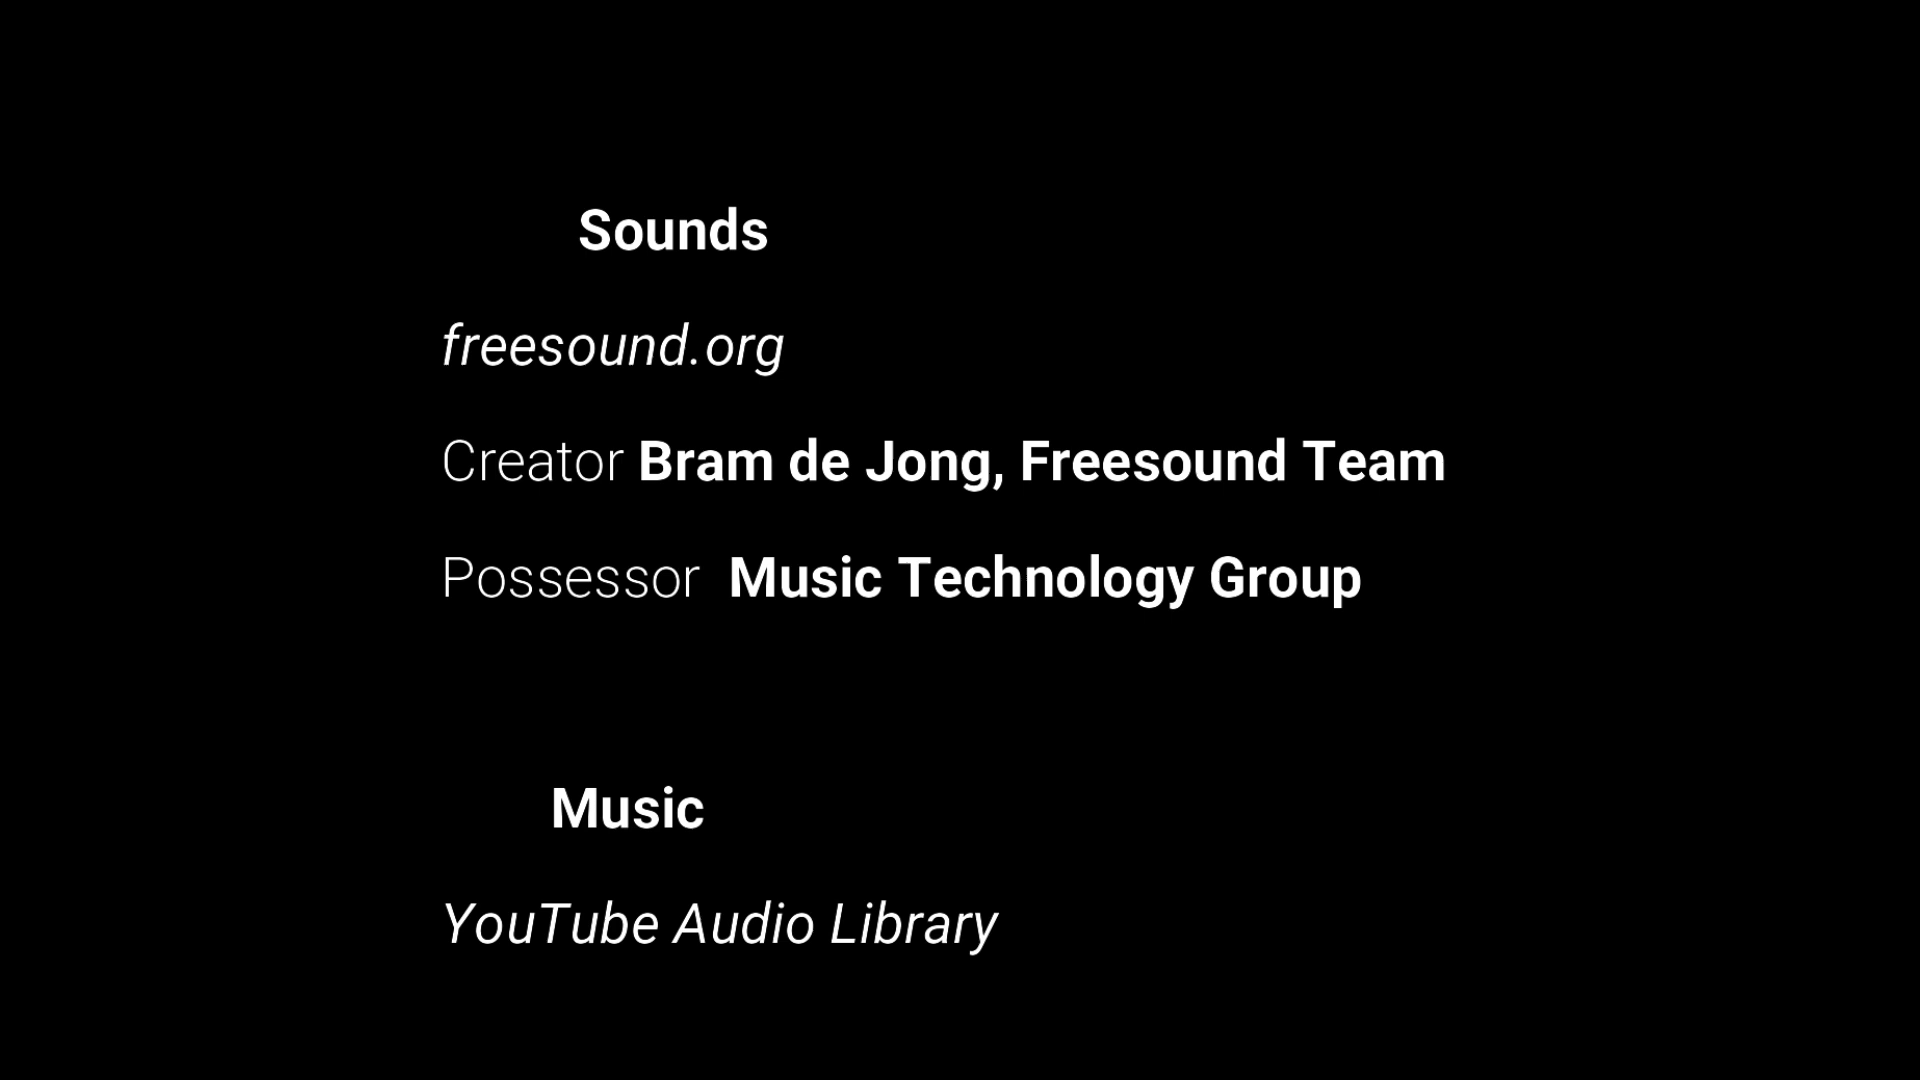 Sounds
freesound.org
Creator Bram de Jong, Freesound Team
Possessor Music Technology Group
Music
YouTube Audio Library